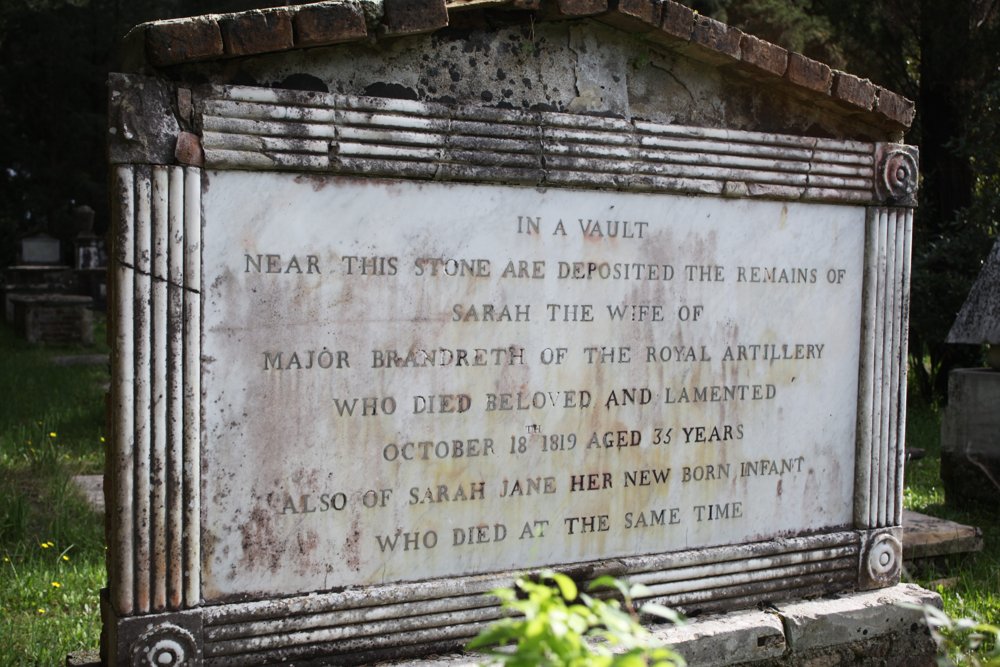 IN A VAULT
NEAR THIS STONE ARE DEPOSITED THE REMAINS OF
SARAH THE WIFE OF
MAJOR BRANDRETH OF THE ROYAL ARTILLERY
WHO DIED BELOVED AND LAMENTED
OCTOBER 18TH 1819 AGED 35 YEARS
ALSO OF SARAH JANE HER NEW BORN INFANT
WHO DIED AT THE SAME TIME